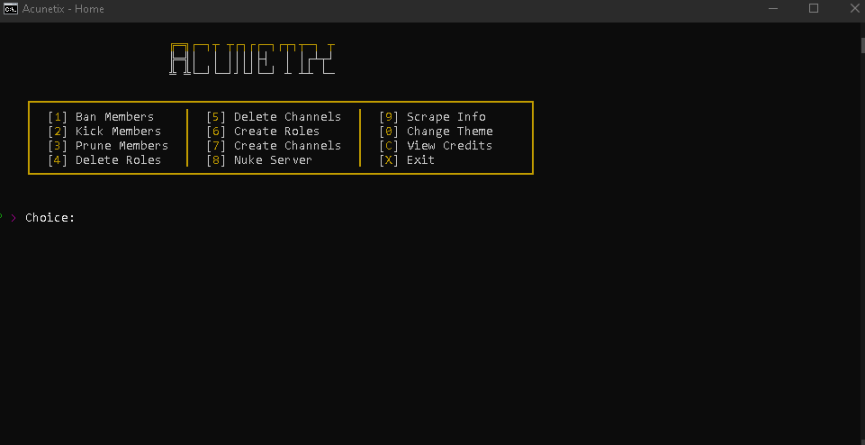 Acunetix - Home
ACUNETIX
[1] Ban Members [5] Delete Channels [9] Scrape Info
[2] Kick Members [6] Create Roles [0] Change Theme
[3] Prune Members [7] Create Channels [C] View Credits
[4] Delete Roles [8] Nuke Server [X] Exit
> Choice: